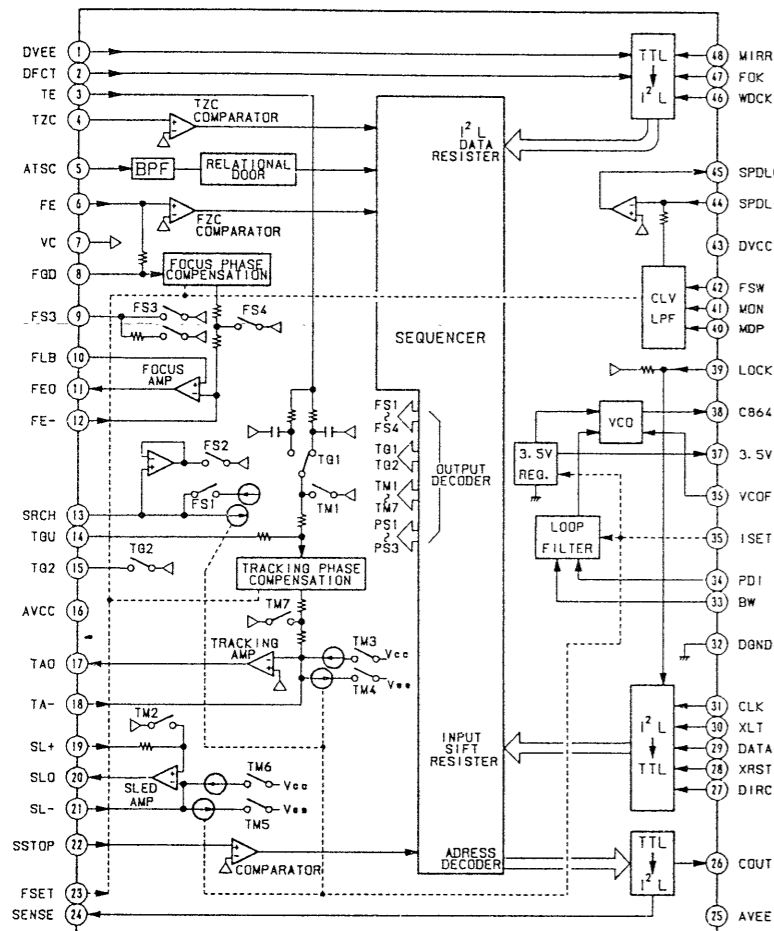 DVEE 1
DFCT 2
TE 3
TZC 4
ATSC 5
FE 6
VC 7
FGD 8
FS3 9
FLB 10
FEO 11
FE- 12
SRCH 13
TGU 14
TG2 15
AVCC 16
TAO 17
TA- 18
SL+ 19
SLO 20
SL- 21
SSTOP 22
FSET 23
SENSE 24
TZC
COMPARATOR
BPF
RELATIONAL
DOOR
FZC
COMPARATOR
FOCUS PHASE
COMPENSATION
FS3
FS4
FOCUS
AMP
FS2
FS1
TG1
TM1
TG2
TRACKING PHASE
COMPENSATION
TM7
TRACKING
AMP
TM3
Vcc
TM4
Vee
TM2
TM6
Vcc
SLED
AMP
Vee
TM5
COMPARATOR
I²L
DATA
RESISTER
SEQUENCER
FS1
~
FS4
TG1
TG2
TM1
~
TM7
PS1
~
PS3
OUTPUT
DECODER
INPUT
SIFT
RESISTER
ADRESS
DECODER
TTL
I²L
CLV
LPF
VCO
3.5V
REG.
LOOP
FILTER
I²L
TTL
TTL
I²L
48 MIRR
47 FOK
46 WDCK
45 SPDL
44 SPDL-
43 DVCC
42 FSW
41 MON
40 MDP
39 LOCK
38 C864
37 3.5V
36 VCOF
35 ISET
34 PDI
33 BW
32 DGND
31 CLK
30 XLT
29 DATA
28 XRST
27 DIRC
26 COUT
25 AVEE